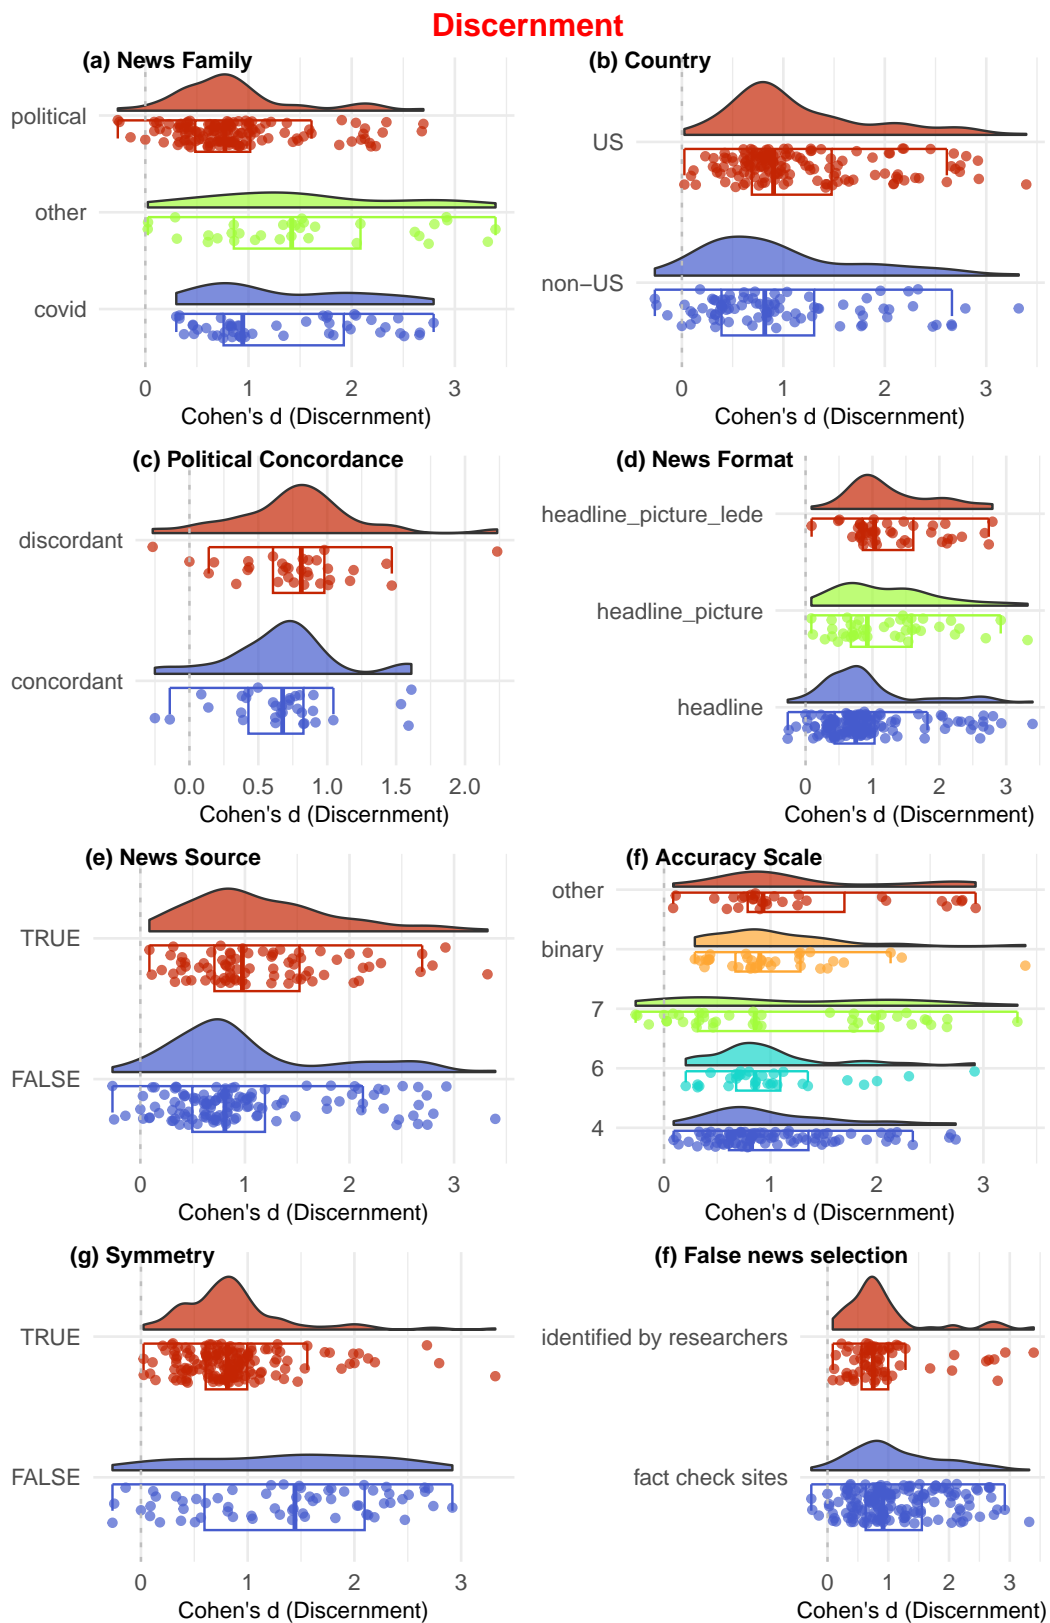 Discernment
(a) News Family
political
other
covid
0 1 2 3
Cohen's d (Discernment)
(b) Country
US
non−US
0 1 2 3
Cohen's d (Discernment)
(c) Political Concordance
discordant
concordant
0.0 0.5 1.0 1.5 2.0
Cohen's d (Discernment)
(d) News Format
headline_picture_lede
headline_picture
headline
0 1 2 3
Cohen's d (Discernment)
(e) News Source
TRUE
FALSE
0 1 2 3
Cohen's d (Discernment)
(f) Accuracy Scale
other
binary
7
6
4
0 1 2 3
Cohen's d (Discernment)
(g) Symmetry
TRUE
FALSE
0 1 2 3
Cohen's d (Discernment)
(f) False news selection
identified by researchers
fact check sites
0 1 2 3
Cohen's d (Discernment)